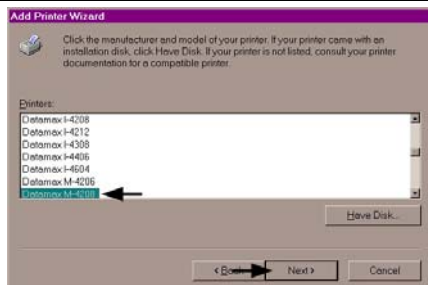 Add Printer Wizard
Click the manufacturer and model of your printer. If your printer came with an
installation disk, click Have Disk. If your printer is not listed, consult your printer
documentation for a compatible printer.
Printers:
Datamax I-4208
Datamax I-4212
Datamax I-4308
Datamax I-4406
Datamax I-4604
Datamax M-4206
Datamax M-4208
Have Disk...
< Back Next > Cancel